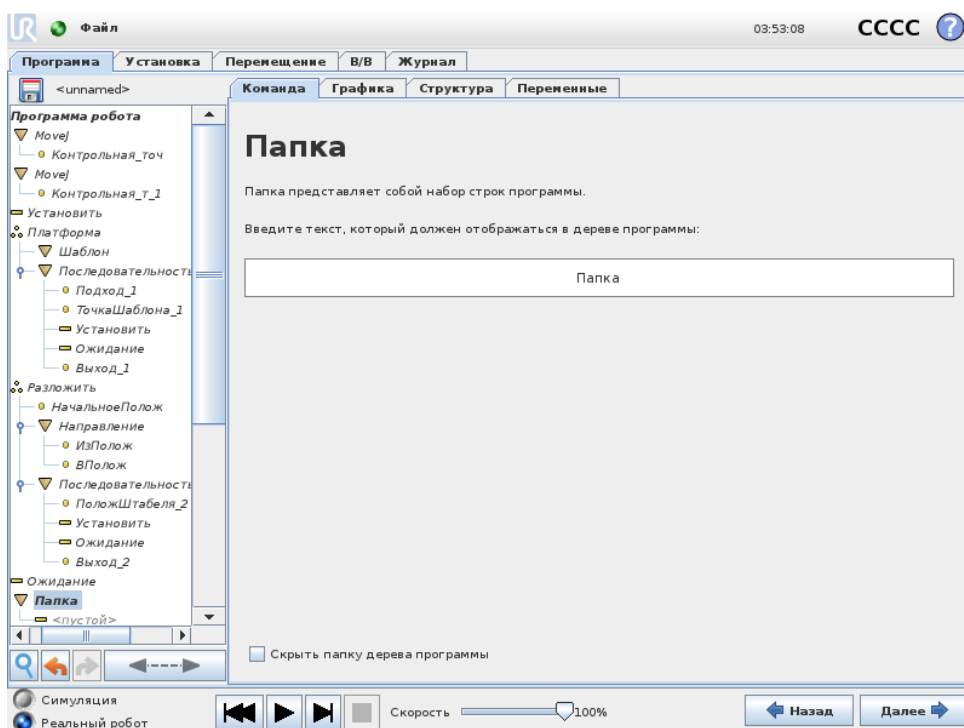 Файл
03:53:08
CCCC
Программа Установка Перемещение В/В Журнал
<unnamed>
Команда Графика Структура Переменные
Программа робота
MoveJ
Контрольная_точ
MoveJ
Контрольная_т_1
Установить
Платформа
Шаблон
Последовательность
Подход_1
ТочкаШаблона_1
Установить
Ожидание
Выход_1
Разложить
НачальноеПолож
Направление
ИзПолож
ВПолож
Последовательность
ПоложШтабеля_2
Установить
Ожидание
Выход_2
Ожидание
Папка
<пустой>
Папка
Папка представляет собой набор строк программы.
Введите текст, который должен отображаться в дереве программы:
Папка
Скрыть папку дерева программы
Симуляция
Реальный робот
Скорость 100%
Назад
Далее